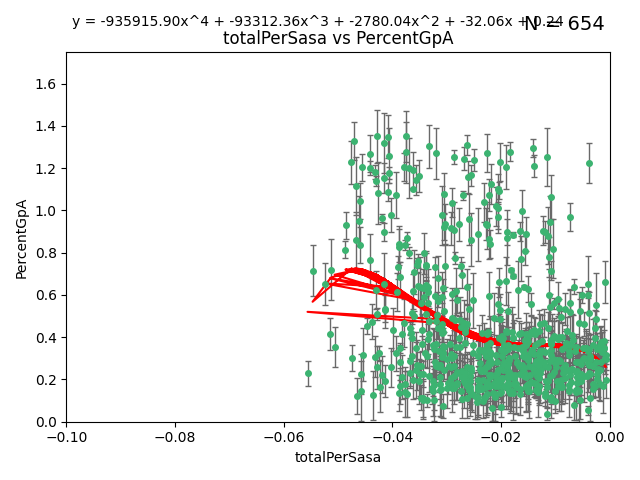 y = -935915.90x^4 + -93312.36x^3 + -2780.04x^2 + -32.06x + 0.24
N = 654
totalPerSasa vs PercentGpA
1.6
1.4
1.2
1.0
0.8
0.6
0.4
0.2
0.0
PercentGpA
−0.10 −0.08 −0.06 −0.04 −0.02 0.00
totalPerSasa